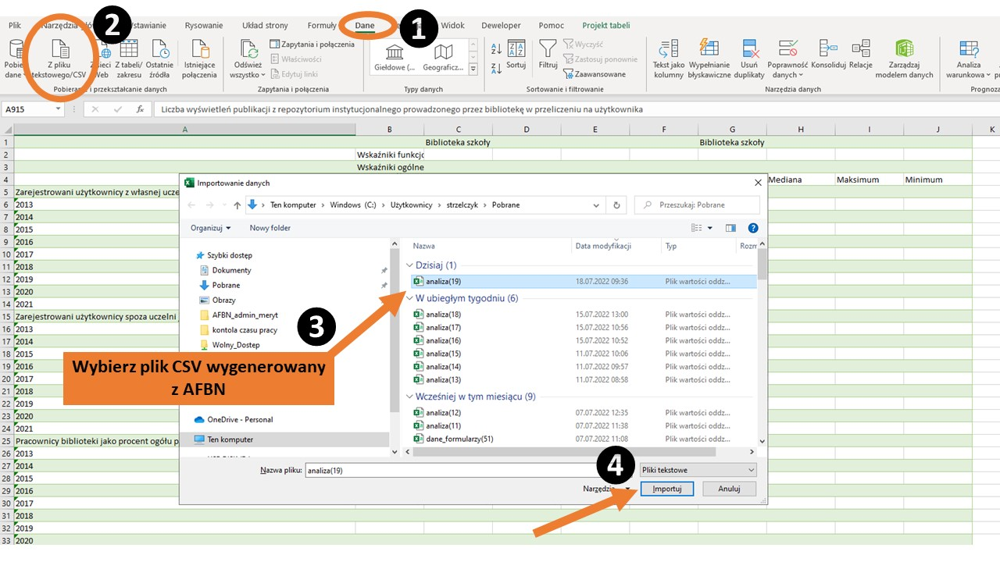 2
1
Plik
Wstawianie
Rysowanie
Układ strony
Formuły
Dane
Widok
Deweloper
Pomoc
Projekt tabeli
Z pliku
tekstowego/CSV
Web
Z tabeli/
zakresu
Ostatnie
źródła
Istniejące
połączenia
przekształcanie danych
Odśwież
wszystko
Zapytania i połączenia
Właściwości
Edytuj linki
Zapytania i połączenia
Giełdowe (...
Geograficz...
Typy danych
Sortuj
Filtruj
Wyczyść
Zastosuj ponownie
Zaawansowane
Sortowanie i filtrowanie
Tekst jako
kolumny
Wypełnianie
błyskawiczne
Usuń
duplikaty
Poprawność
danych
Konsoliduj
Relacje
Zarządzaj
modelem danych
Narzędzia danych
Analiza
warunkowa
A915
fx
Liczba wyświetleń publikacji z repozytorium instytucjonalnego prowadzonego przez bibliotekę w przeliczeniu na użytkownika
A B C D E F G H I J K
1 Biblioteka szkoły Biblioteka szkoły
2 Wskaźniki funkcjo
3 Wskaźniki ogólne
4 Mediana Maksimum Minimum
5 Zarejestrowani użytkownicy z własnej ucze
6 2013
7 2014
8 2015
9 2016
10 2017
11 2018
12 2019
13 2020
14 2021
15 Zarejestrowani użytkownicy spoza uczelni
16 2013
17 2014
18 2015
19 2016
20 2017
21 2018
22 2019
23 2020
24 2021
25 Pracownicy biblioteki jako procent ogółu p
26 2013
27 2014
28 2015
29 2016
30 2017
31 2018
32 2019
33 2020
Importowanie danych
Ten komputer > Windows (C:) > Użytkownicy > strzelczyk > Pobrane
Przeszukaj: Pobrane
Organizuj
Nowy folder
Szybki dostęp
Dokumenty
Pobrane
Obrazy
AFBN_admin_meryt
kontola czasu pracy
Wolny_Dostep
OneDrive - Personal
Ten komputer
Nazwa Data modyfikacji Typ Rozm
Dzisiaj (1)
analiza(19) 18.07.2022 09:36 Plik wartości oddz...
W ubiegłym tygodniu (6)
analiza(18) 15.07.2022 13:00 Plik wartości oddz...
analiza(17) 15.07.2022 10:56 Plik wartości oddz...
analiza(16) 15.07.2022 10:52 Plik wartości oddz...
analiza(15) 11.07.2022 10:06 Plik wartości oddz...
analiza(14) 11.07.2022 09:57 Plik wartości oddz...
analiza(13) 11.07.2022 08:58 Plik wartości oddz...
Wcześniej w tym miesiącu (9)
analiza(12) 07.07.2022 12:35 Plik wartości oddz...
analiza(11) 07.07.2022 11:38 Plik wartości oddz...
dane_formularzy(51) 07.07.2022 11:08 Plik wartości oddz...
3
Wybierz plik CSV wygenerowany
z AFBN
4
Nazwa pliku: analiza(19)
Pliki tekstowe
Importuj
Anuluj